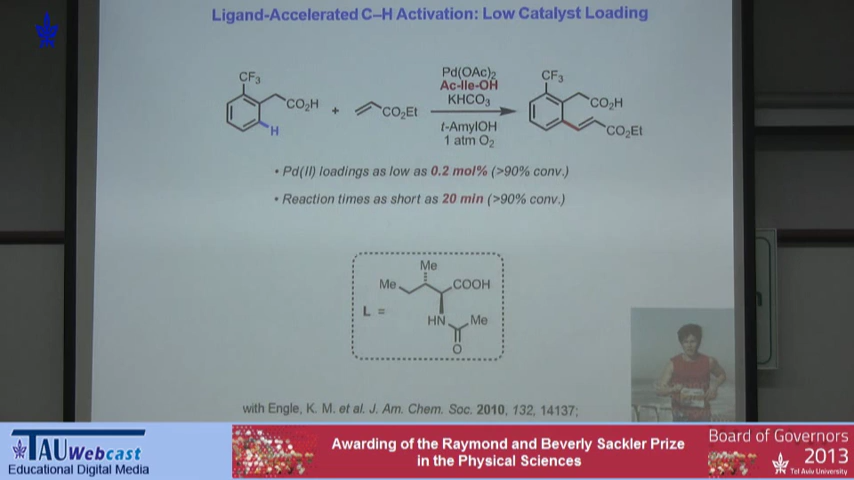 Ligand-Accelerated C–H Activation: Low Catalyst Loading
CF3
CO2H
H
+
CO2Et
Pd(OAc)2
Ac-Ile-OH
KHCO3
t-AmylOH
1 atm O2
CF3
CO2H
CO2Et
• Pd(II) loadings as low as 0.2 mol% (>90% conv.)
• Reaction times as short as 20 min (>90% conv.)
Me
Me
COOH
L =
HN
Me
O
with Engle, K. M. et al. J. Am. Chem. Soc. 2010, 132, 14137;
TAU Webcast
Educational Digital Media
Awarding of the Raymond and Beverly Sackler Prize
in the Physical Sciences
Board of Governors
2013
Tel Aviv University